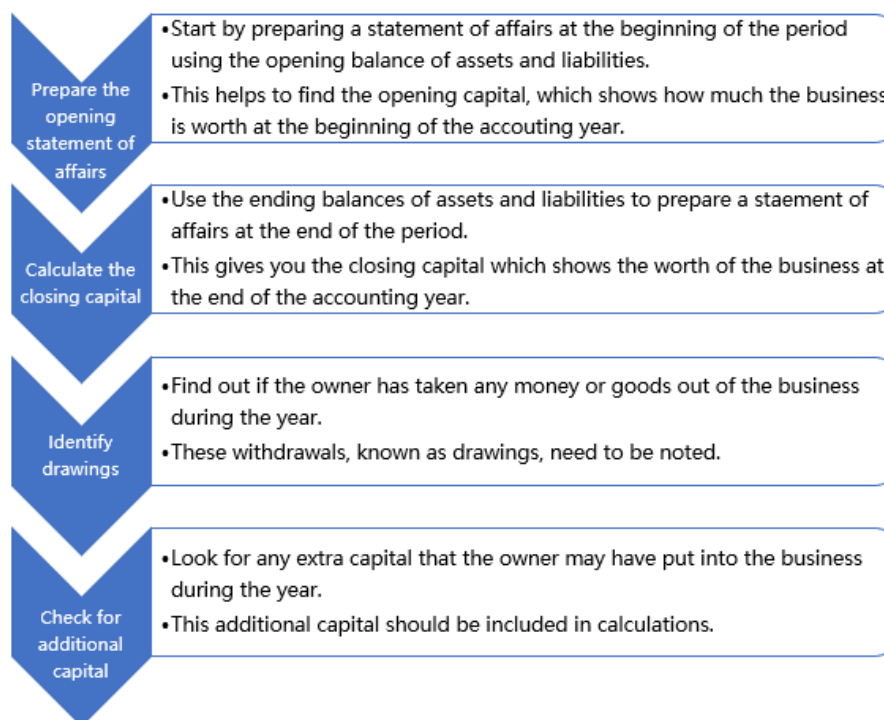 Prepare the
opening
statement of
affairs
•Start by preparing a statement of affairs at the beginning of the period
using the opening balance of assets and liabilities.
•This helps to find the opening capital, which shows how much the business
is worth at the beginning of the accouting year.
Calculate the
closing capital
•Use the ending balances of assets and liabilities to prepare a staement of
affairs at the end of the period.
•This gives you the closing capital which shows the worth of the business at
the end of the accounting year.
Identify
drawings
•Find out if the owner has taken any money or goods out of the business
during the year.
•These withdrawals, known as drawings, need to be noted.
Check for
additional
capital
•Look for any extra capital that the owner may have put into the business
during the year.
•This additional capital should be included in calculations.